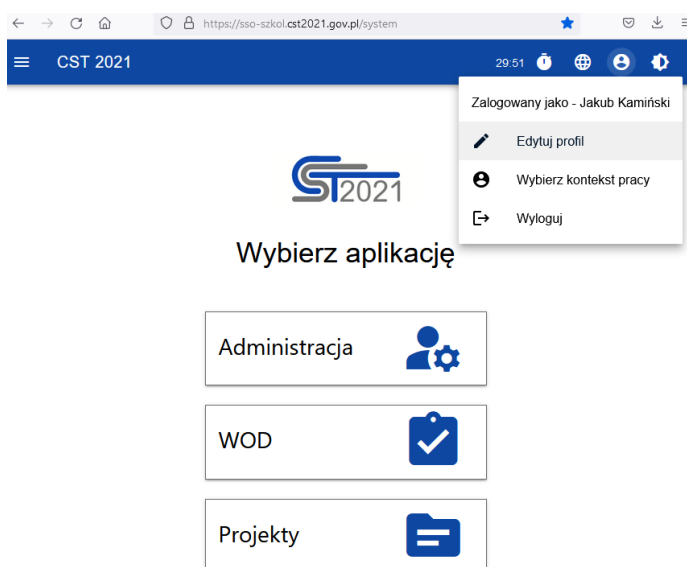 https://sso-szkol.cst2021.gov.pl/system
CST 2021
29:51
Zalogowany jako - Jakub Kamiński
Edytuj profil
Wybierz kontekst pracy
Wyloguj
CST2021
Wybierz aplikację
Administracja
WOD
Projekty